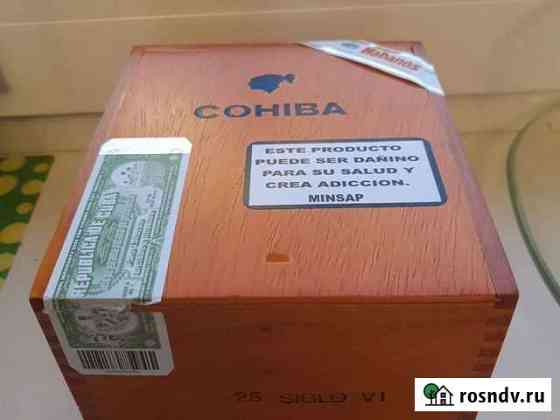 Habanos
COHIBA
ESTE PRODUCTO
PUEDE SER DAÑINO
PARA SU SALUD Y
CREA ADICCION.
MINSAP
REPUBLICA DE CUBA
25 SIGLO VI
rosndv.ru